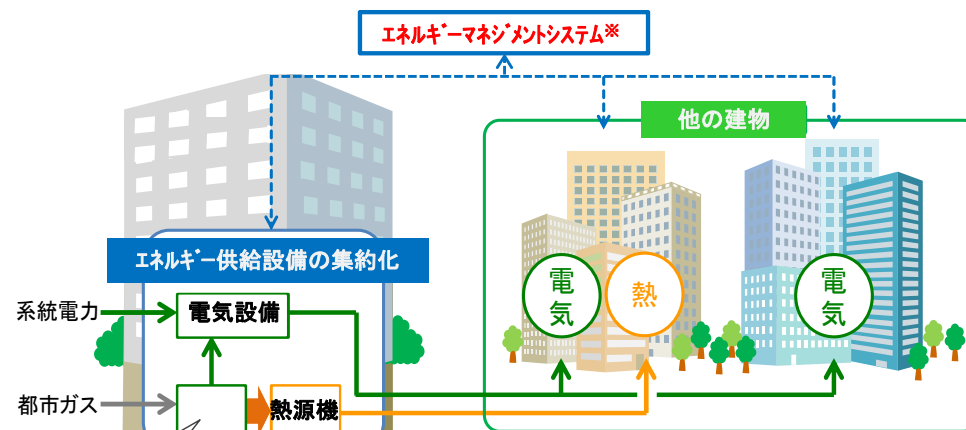 エネルギーマネジメントシステム※
他の建物
エネルギー供給設備の集約化
電気
熱
電気
系統電力
電気設備
都市ガス
熱源機